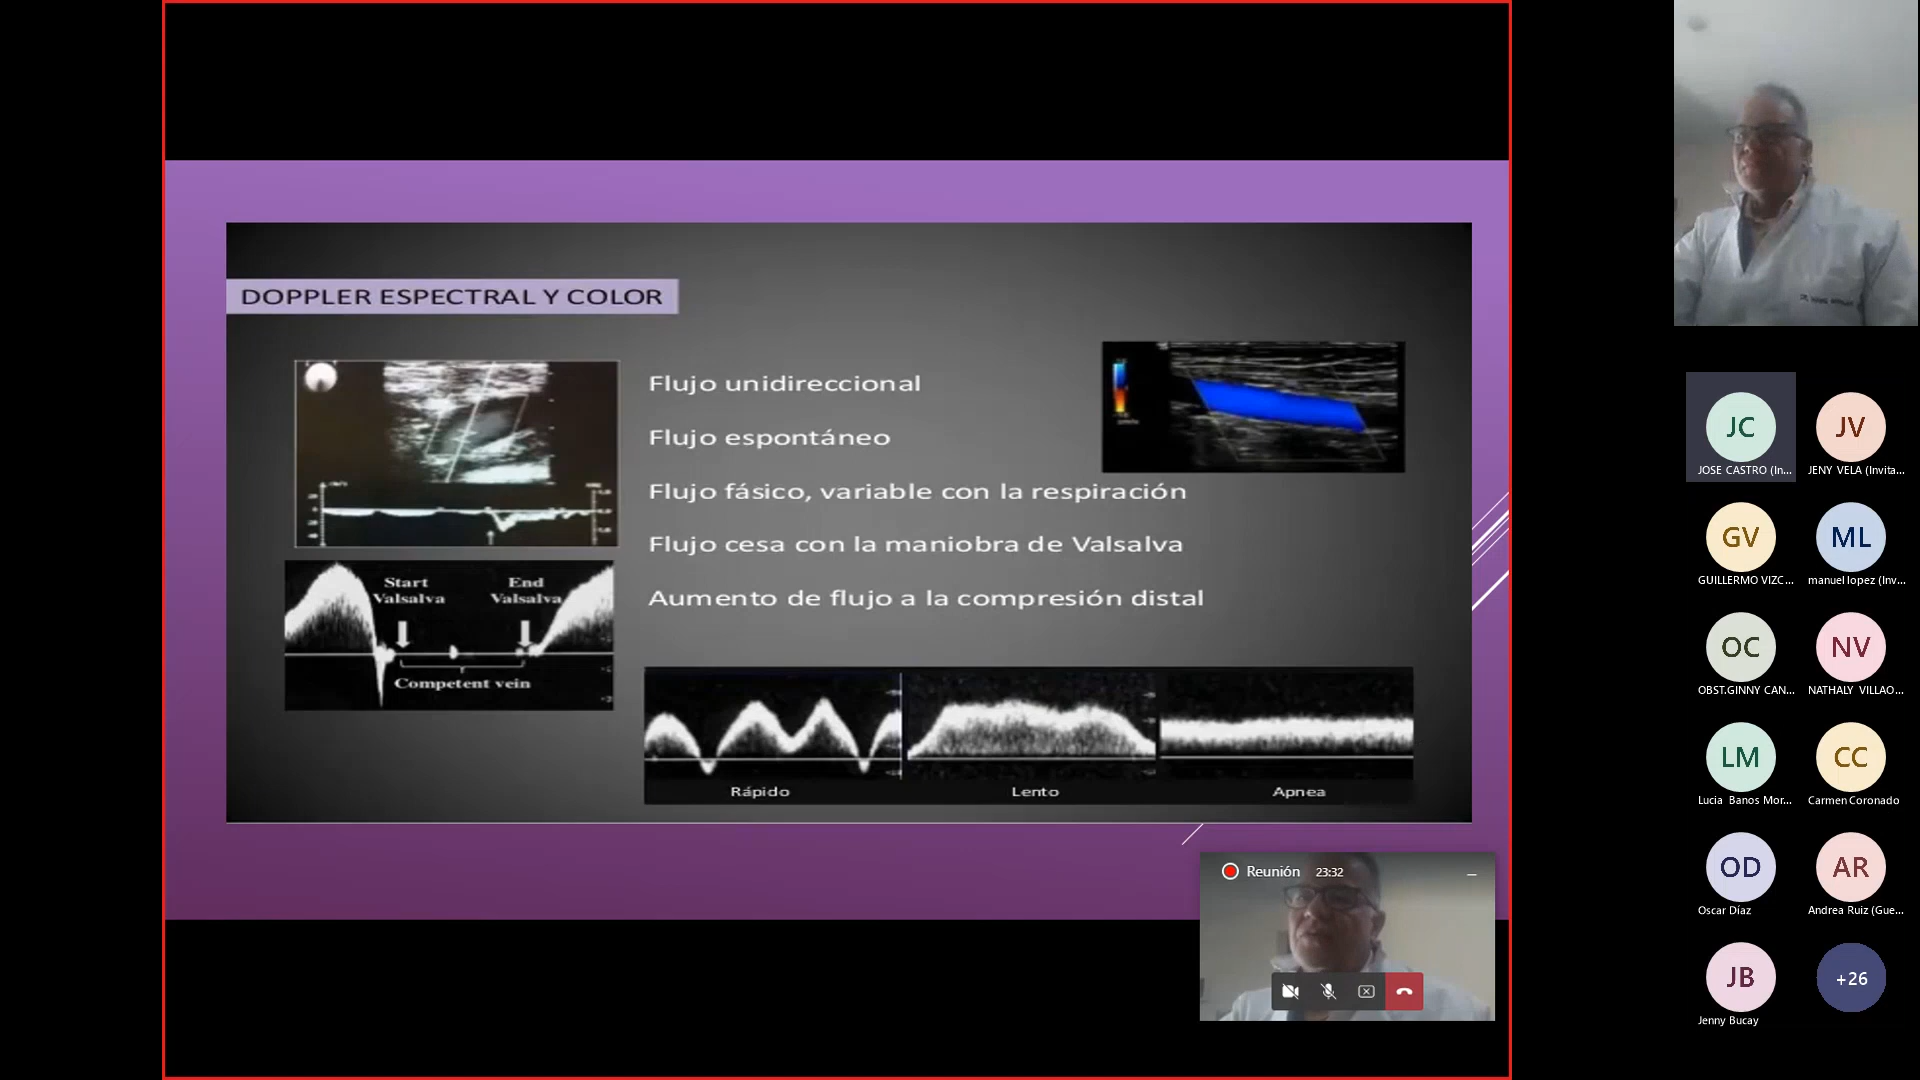 DOPPLER ESPECTRAL Y COLOR
Flujo unidireccional
Flujo espontáneo
Flujo fásico, variable con la respiración
Flujo cesa con la maniobra de Valsalva
Aumento de flujo a la compresión distal
Start
Valsalva
End
Valsalva
Competent vein
Rápido
Lento
Apnea
Reunión 23:32
JC
JOSE CASTRO (In...
JV
JENY VELA (Invita...
GV
GUILLERMO VIZC...
ML
manuel lopez (Inv...
OC
OBST.GINNY CAN...
NV
NATHALY VILLAO...
LM
Lucia Banos Mor...
CC
Carmen Coronado
OD
Oscar Díaz
AR
Andrea Ruiz (Gue...
JB
Jenny Bucay
+26